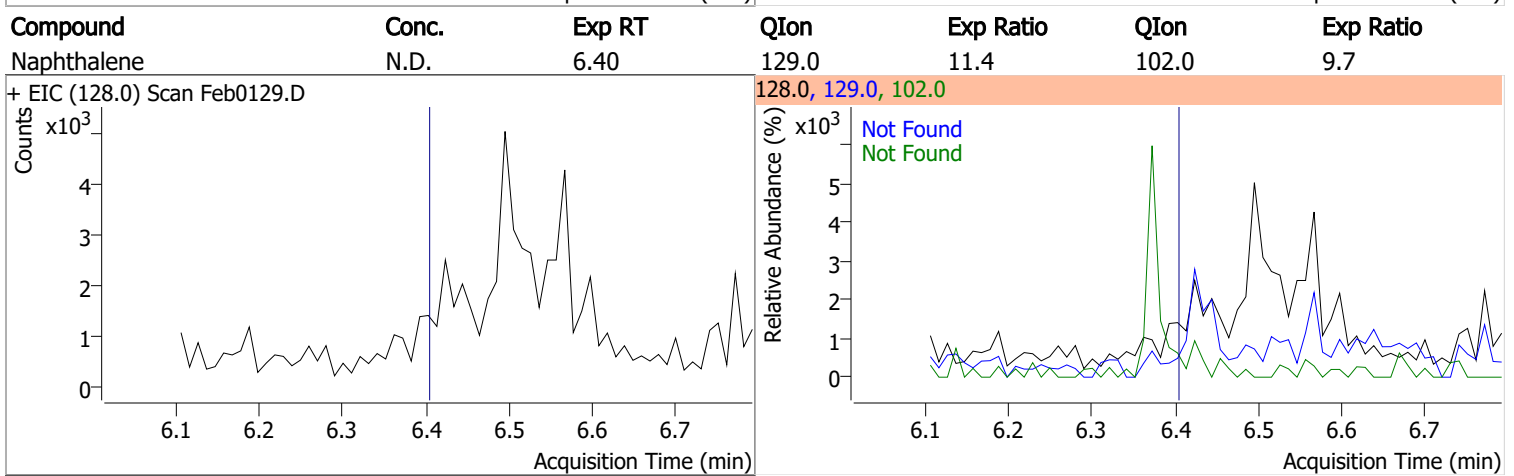 Compound Conc. Exp RT QIon Exp Ratio QIon Exp Ratio
Naphthalene N.D. 6.40 129.0 11.4 102.0 9.7
+ EIC (128.0) Scan Feb0129.D
Counts
x10³
4
3
2
1
0
6.1 6.2 6.3 6.4 6.5 6.6 6.7
Acquisition Time (min)
128.0, 129.0, 102.0
Relative Abundance (%)
x10³
Not Found
Not Found
5
4
3
2
1
0
6.1 6.2 6.3 6.4 6.5 6.6 6.7
Acquisition Time (min)